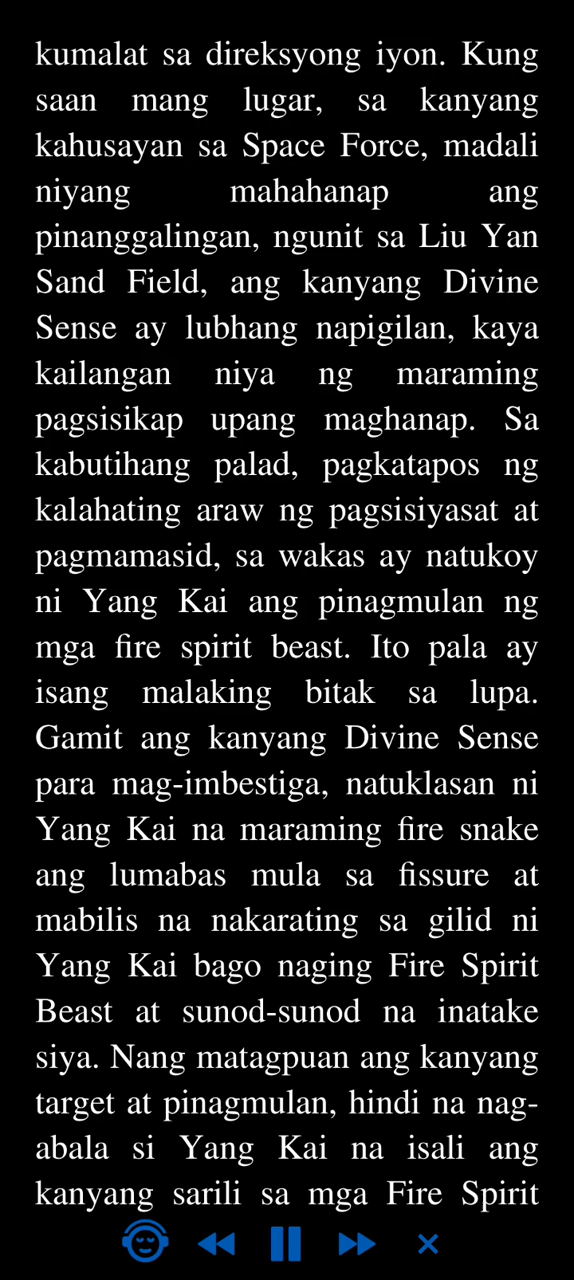 kumalat sa direksyong iyon. Kung
saan mang lugar, sa kanyang
kahusayan sa Space Force, madali
niyang mahahanap ang
pinanggalingan, ngunit sa Liu Yan
Sand Field, ang kanyang Divine
Sense ay lubhang napigilan, kaya
kailangan niya ng maraming
pagsisikap upang maghanap. Sa
kabutihang palad, pagkatapos ng
kalahating araw ng pagsisiyasat at
pagmamasid, sa wakas ay natukoy
ni Yang Kai ang pinagmulan ng
mga fire spirit beast. Ito pala ay
isang malaking bitak sa lupa.
Gamit ang kanyang Divine Sense
para mag-imbestiga, natuklasan ni
Yang Kai na maraming fire snake
ang lumabas mula sa fissure at
mabilis na nakarating sa gilid ni
Yang Kai bago naging Fire Spirit
Beast at sunod-sunod na inatake
siya. Nang matagpuan ang kanyang
target at pinagmulan, hindi na nag-
abala si Yang Kai na isali ang
kanyang sarili sa mga Fire Spirit